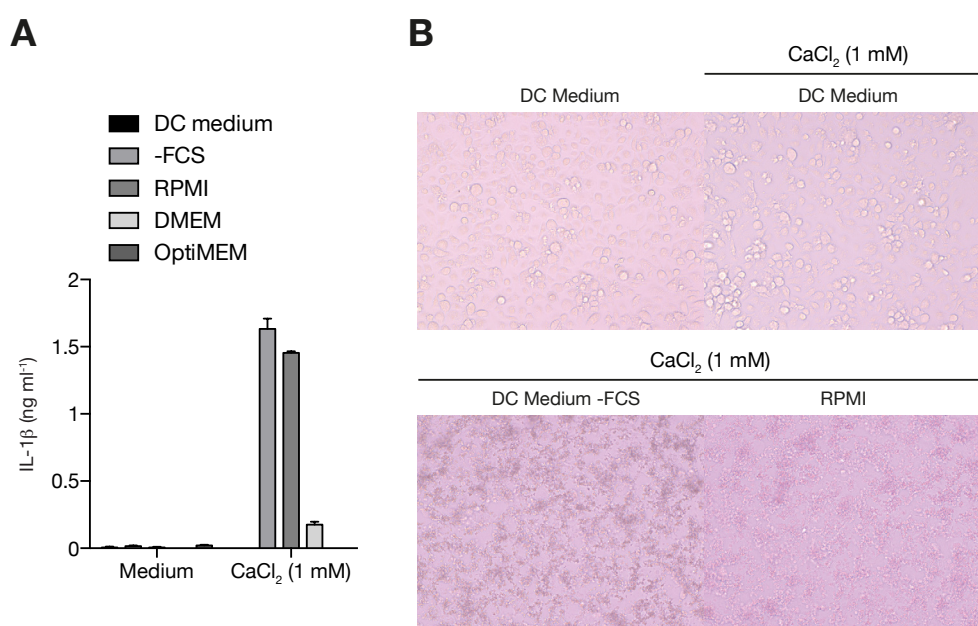 A
DC medium
-FCS
RPMI
DMEM
OptiMEM
IL-1β (ng ml⁻¹)
2
1.5
1
0.5
0
Medium
CaCl₂ (1 mM)
B
CaCl₂ (1 mM)
DC Medium
DC Medium
CaCl₂ (1 mM)
DC Medium -FCS
RPMI